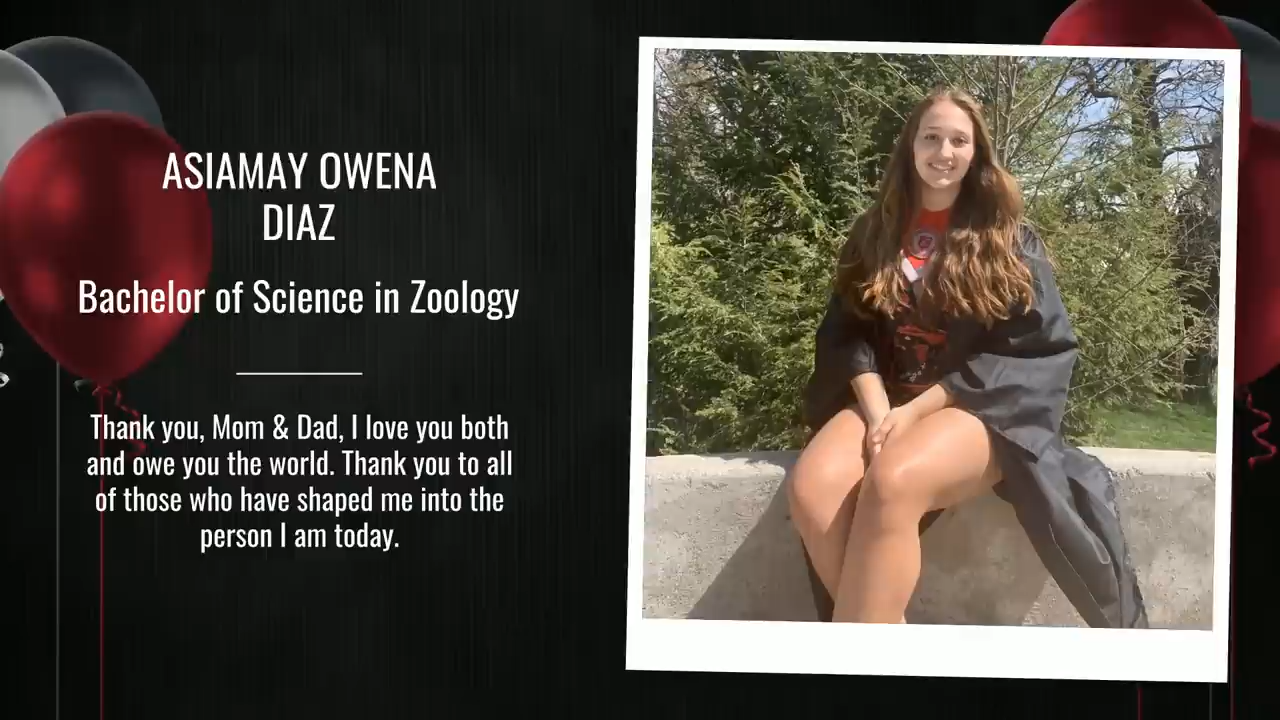 ASIAMAY OWENA
DIAZ
Bachelor of Science in Zoology
Thank you, Mom & Dad, I love you both
and owe you the world. Thank you to all
of those who have shaped me into the
person I am today.